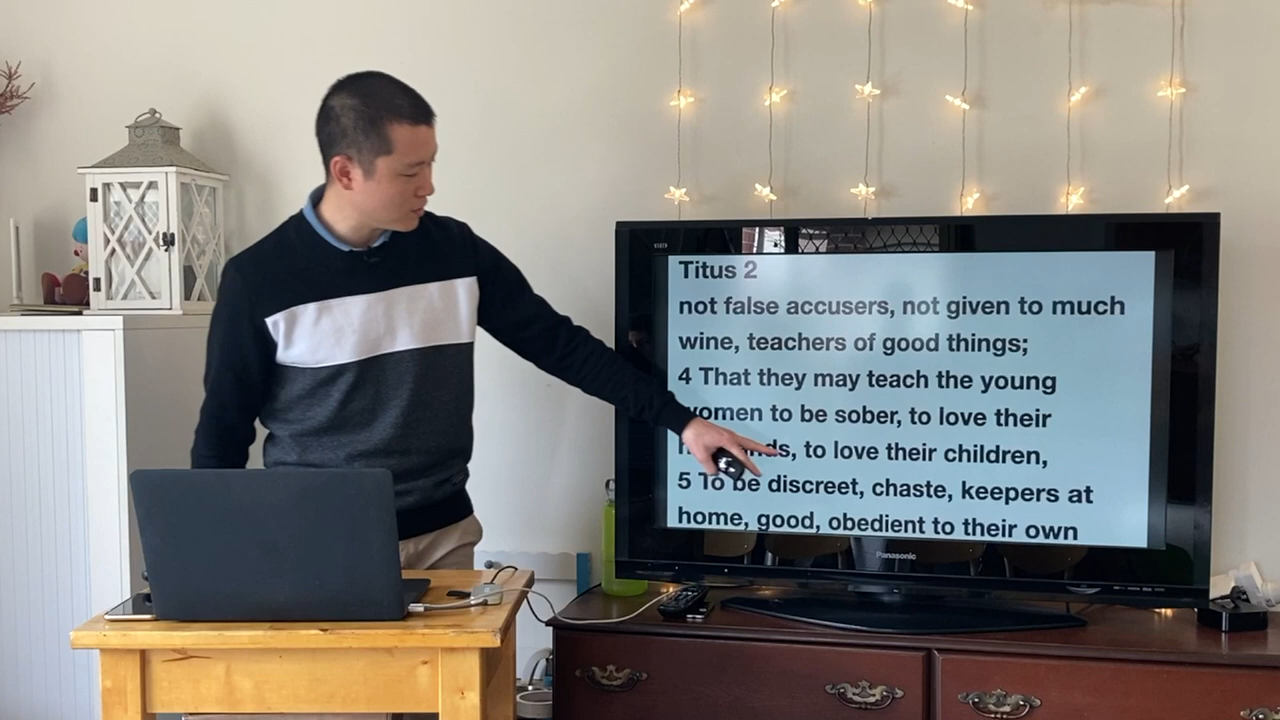 Titus 2
not false accusers, not given to much
wine, teachers of good things;
4 That they may teach the young
women to be sober, to love their
to love their children,
5 To be discreet, chaste, keepers at
home, good, obedient to their own
Panasonic